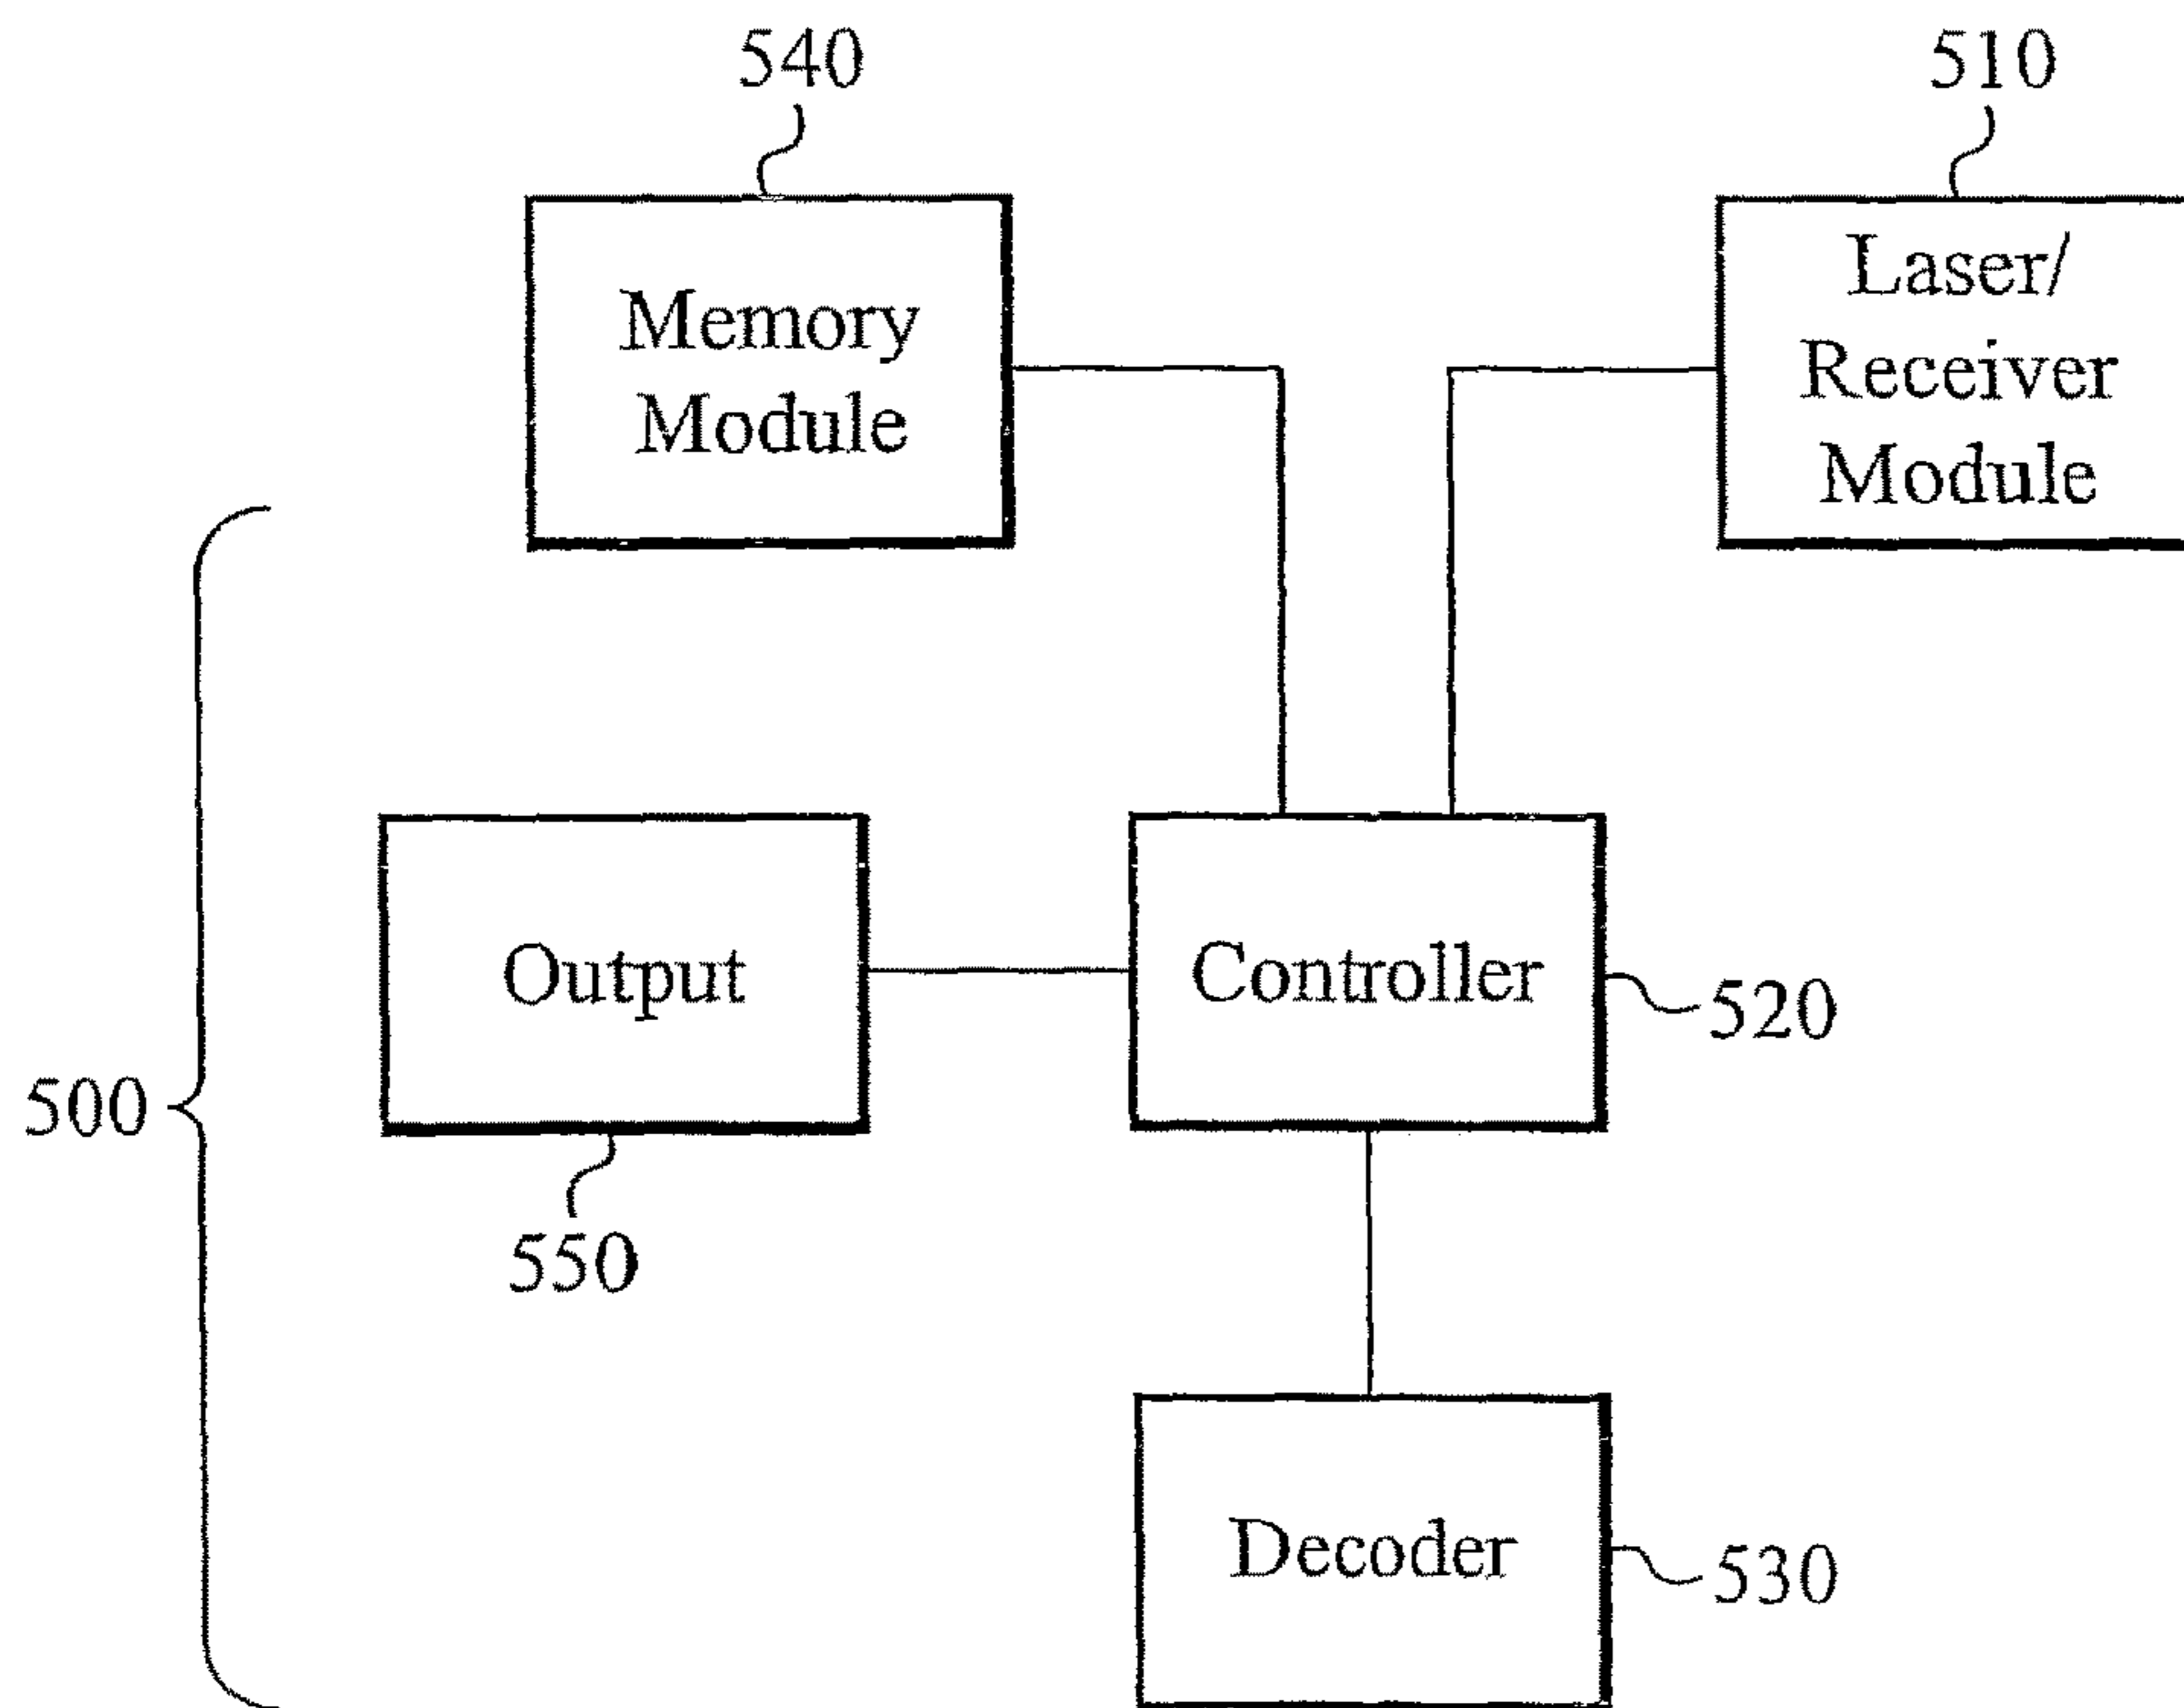 540
510
Memory
Module
Laser/
Receiver
Module
Output
Controller
520
500
550
Decoder
530